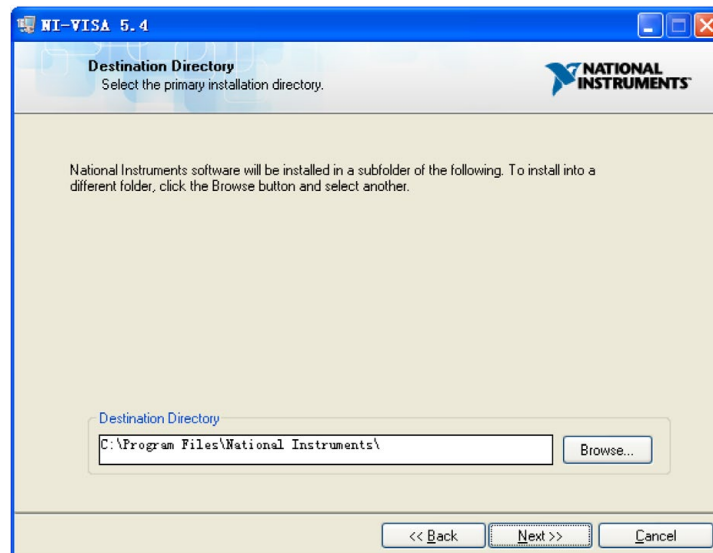 NI-VISA 5.4
Destination Directory
Select the primary installation directory.
NATIONAL
INSTRUMENTS
National Instruments software will be installed in a subfolder of the following. To install into a
different folder, click the Browse button and select another.
Destination Directory
C:\Program Files\National Instruments\
Browse...
<< Back
Next >>
Cancel